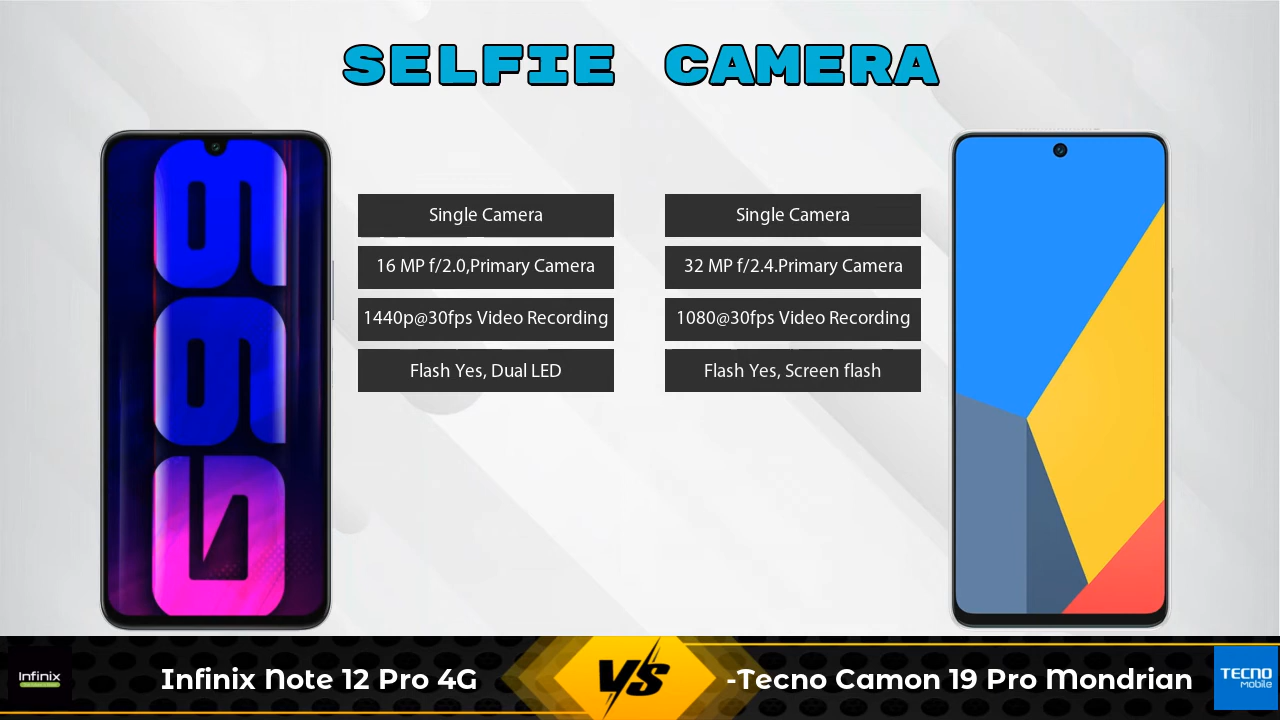 SELFIE CAMERA
Single Camera
16 MP f/2.0,Primary Camera
1440p@30fps Video Recording
Flash Yes, Dual LED
Single Camera
32 MP f/2.4.Primary Camera
1080@30fps Video Recording
Flash Yes, Screen flash
Infinix
Infinix Note 12 Pro 4G
VS
-Tecno Camon 19 Pro Mondrian
TECNO
mobile